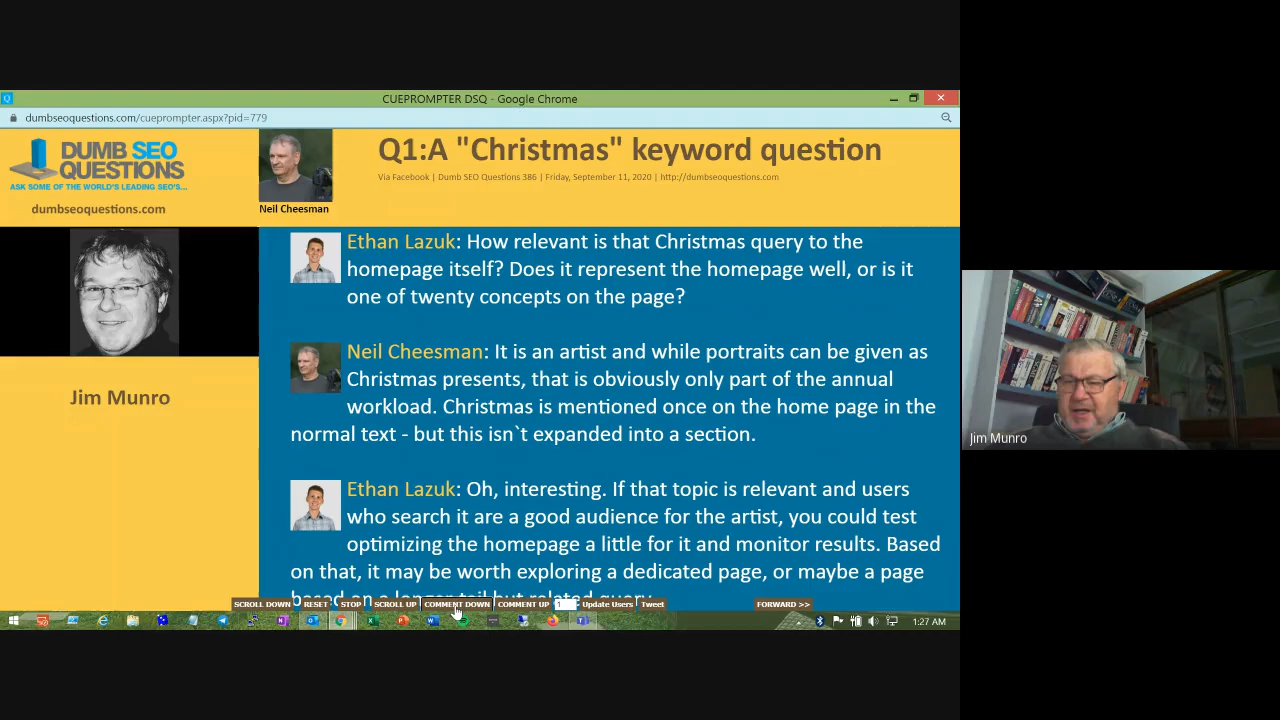 CUEPROMPTER DSQ - Google Chrome
dumbseoquestions.com/cueprompter.aspx?pid=779
DUMB SEO
QUESTIONS
ASK SOME OF THE WORLD'S LEADING SEO'S...
dumbseoquestions.com
Neil Cheesman
Q1:A "Christmas" keyword question
Via Facebook | Dumb SEO Questions 386 | Friday, September 11, 2020 | http://dumbseoquestions.com
Jim Munro
Ethan Lazuk: How relevant is that Christmas query to the
homepage itself? Does it represent the homepage well, or is it
one of twenty concepts on the page?
Neil Cheesman: It is an artist and while portraits can be given as
Christmas presents, that is obviously only part of the annual
workload. Christmas is mentioned once on the home page in the
normal text - but this isn`t expanded into a section.
Ethan Lazuk: Oh, interesting. If that topic is relevant and users
who search it are a good audience for the artist, you could test
optimizing the homepage a little for it and monitor results. Based
on that, it may be worth exploring a dedicated page, or maybe a page
based on a longer tail but related query.
SCROLL DOWN RESET STOP SCROLL UP COMMENT DOWN COMMENT UP 1 Update Users Tweet FORWARD >>
1:27 AM
Jim Munro